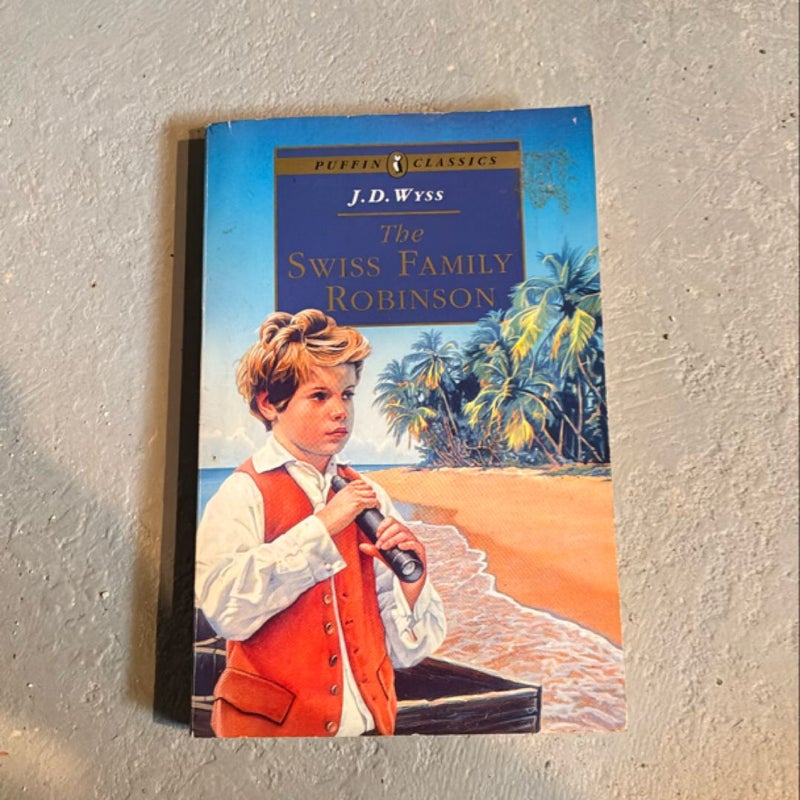 PUFFIN CLASSICS
J. D. WYSS
The
SWISS FAMILY
ROBINSON